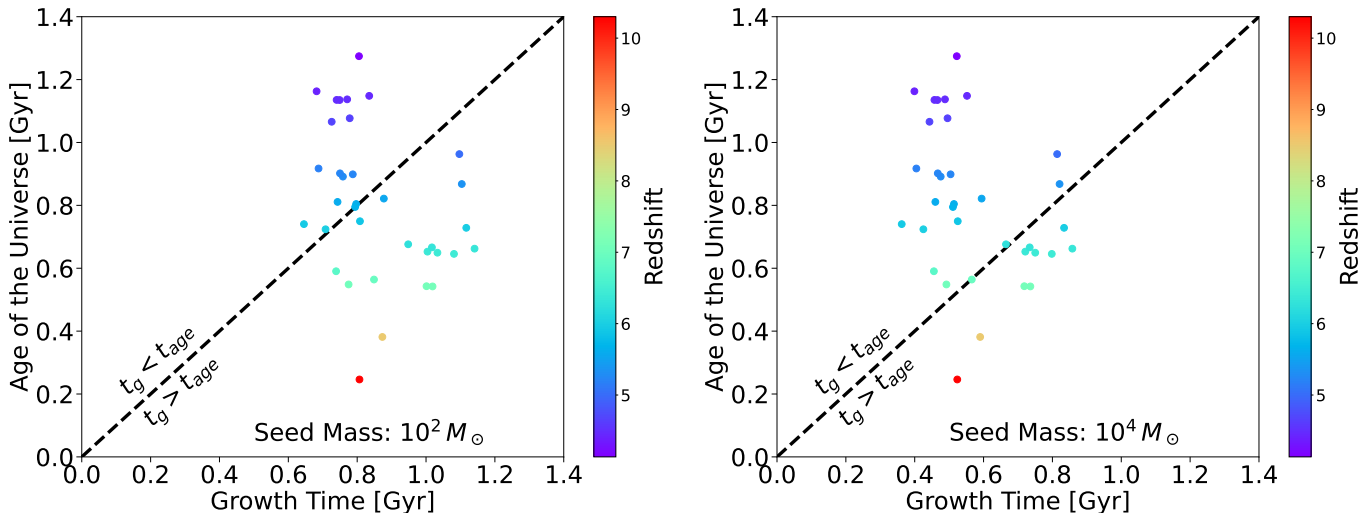 1.4
1.2
1.0
0.8
0.6
0.4
0.2
0.0
Age of the Universe [Gyr]
t_g < t_age
t_g > t_age
Seed Mass: 10^2 M_⊙
0.0 0.2 0.4 0.6 0.8 1.0 1.2 1.4
Growth Time [Gyr]
10
9
8
7
6
5
Redshift
1.4
1.2
1.0
0.8
0.6
0.4
0.2
0.0
Age of the Universe [Gyr]
t_g < t_age
t_g > t_age
Seed Mass: 10^4 M_⊙
0.0 0.2 0.4 0.6 0.8 1.0 1.2 1.4
Growth Time [Gyr]
10
9
8
7
6
5
Redshift